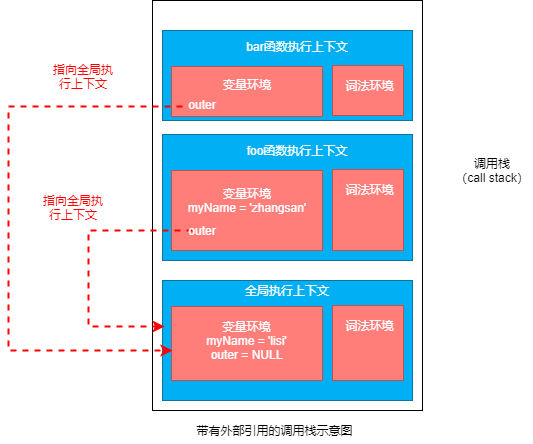 bar函数执行上下文
指向全局执
行上下文
变量环境
词法环境
outer
foo函数执行上下文
调用栈
（call stack）
变量环境
词法环境
myName = 'zhangsan'
指向全局执
行上下文
outer
全局执行上下文
变量环境
词法环境
myName = 'lisi'
outer = NULL
带有外部引用的调用栈示意图